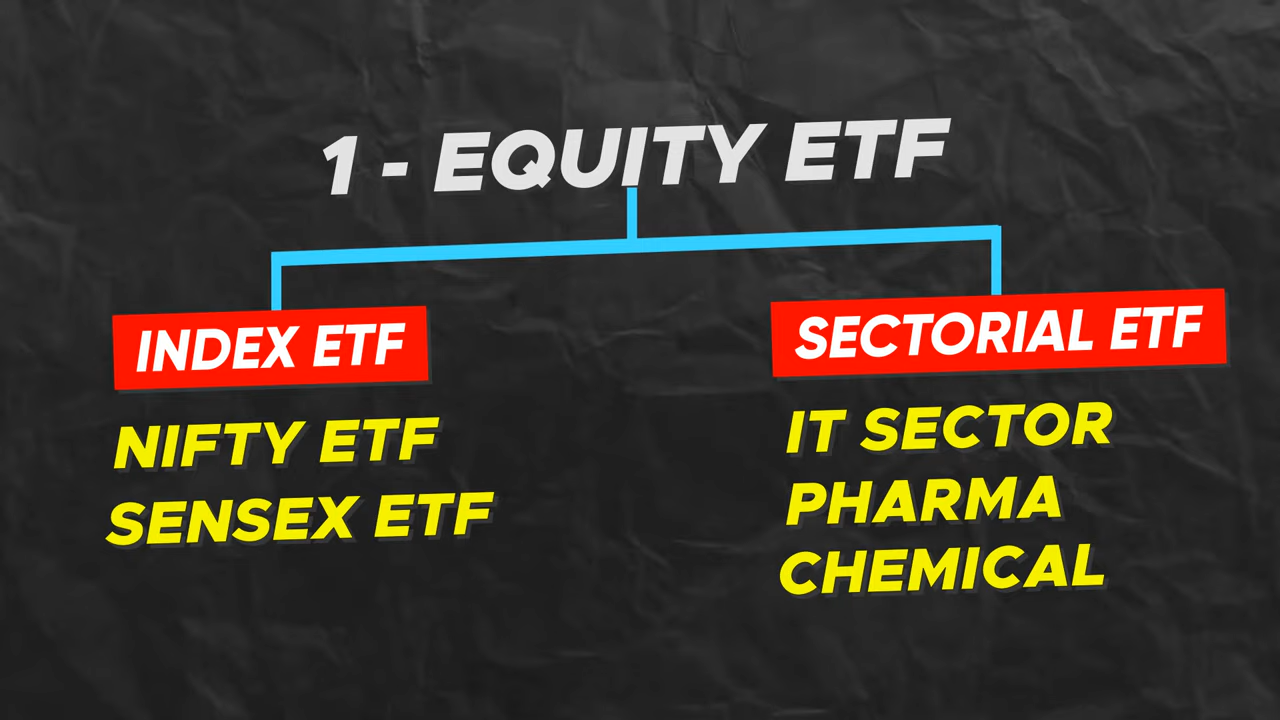 1 - EQUITY ETF
INDEX ETF
NIFTY ETF
SENSEX ETF
SECTORIAL ETF
IT SECTOR
PHARMA
CHEMICAL